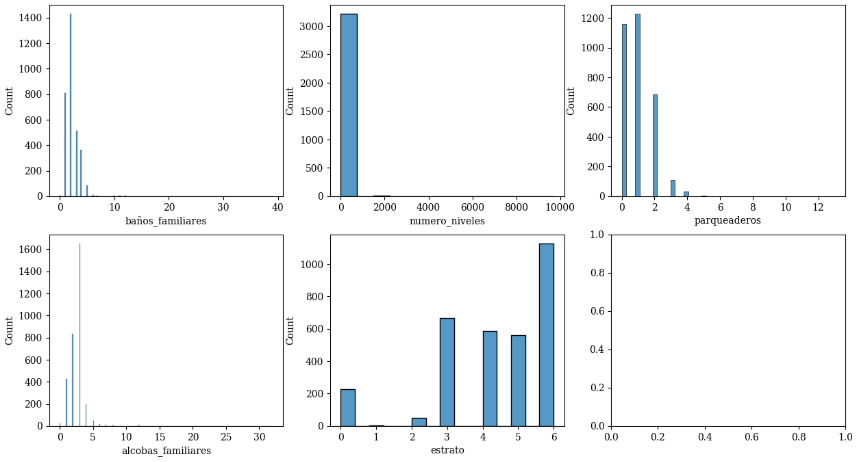 1400
1200
1000
800
600
400
200
0
Count
0 10 20 30 40
baños_familiares
3000
2500
2000
1500
1000
500
0
Count
0 2000 4000 6000 8000 10000
numero_niveles
1200
1000
800
600
400
200
0
Count
0 2 4 6 8 10 12
parqueaderos
1600
1400
1200
1000
800
600
400
200
0
Count
0 5 10 15 20 25 30
alcobas_familiares
1000
800
600
400
200
0
Count
0 1 2 3 4 5 6
estrato
1.0
0.8
0.6
0.4
0.2
0.0
0.0 0.2 0.4 0.6 0.8 1.0